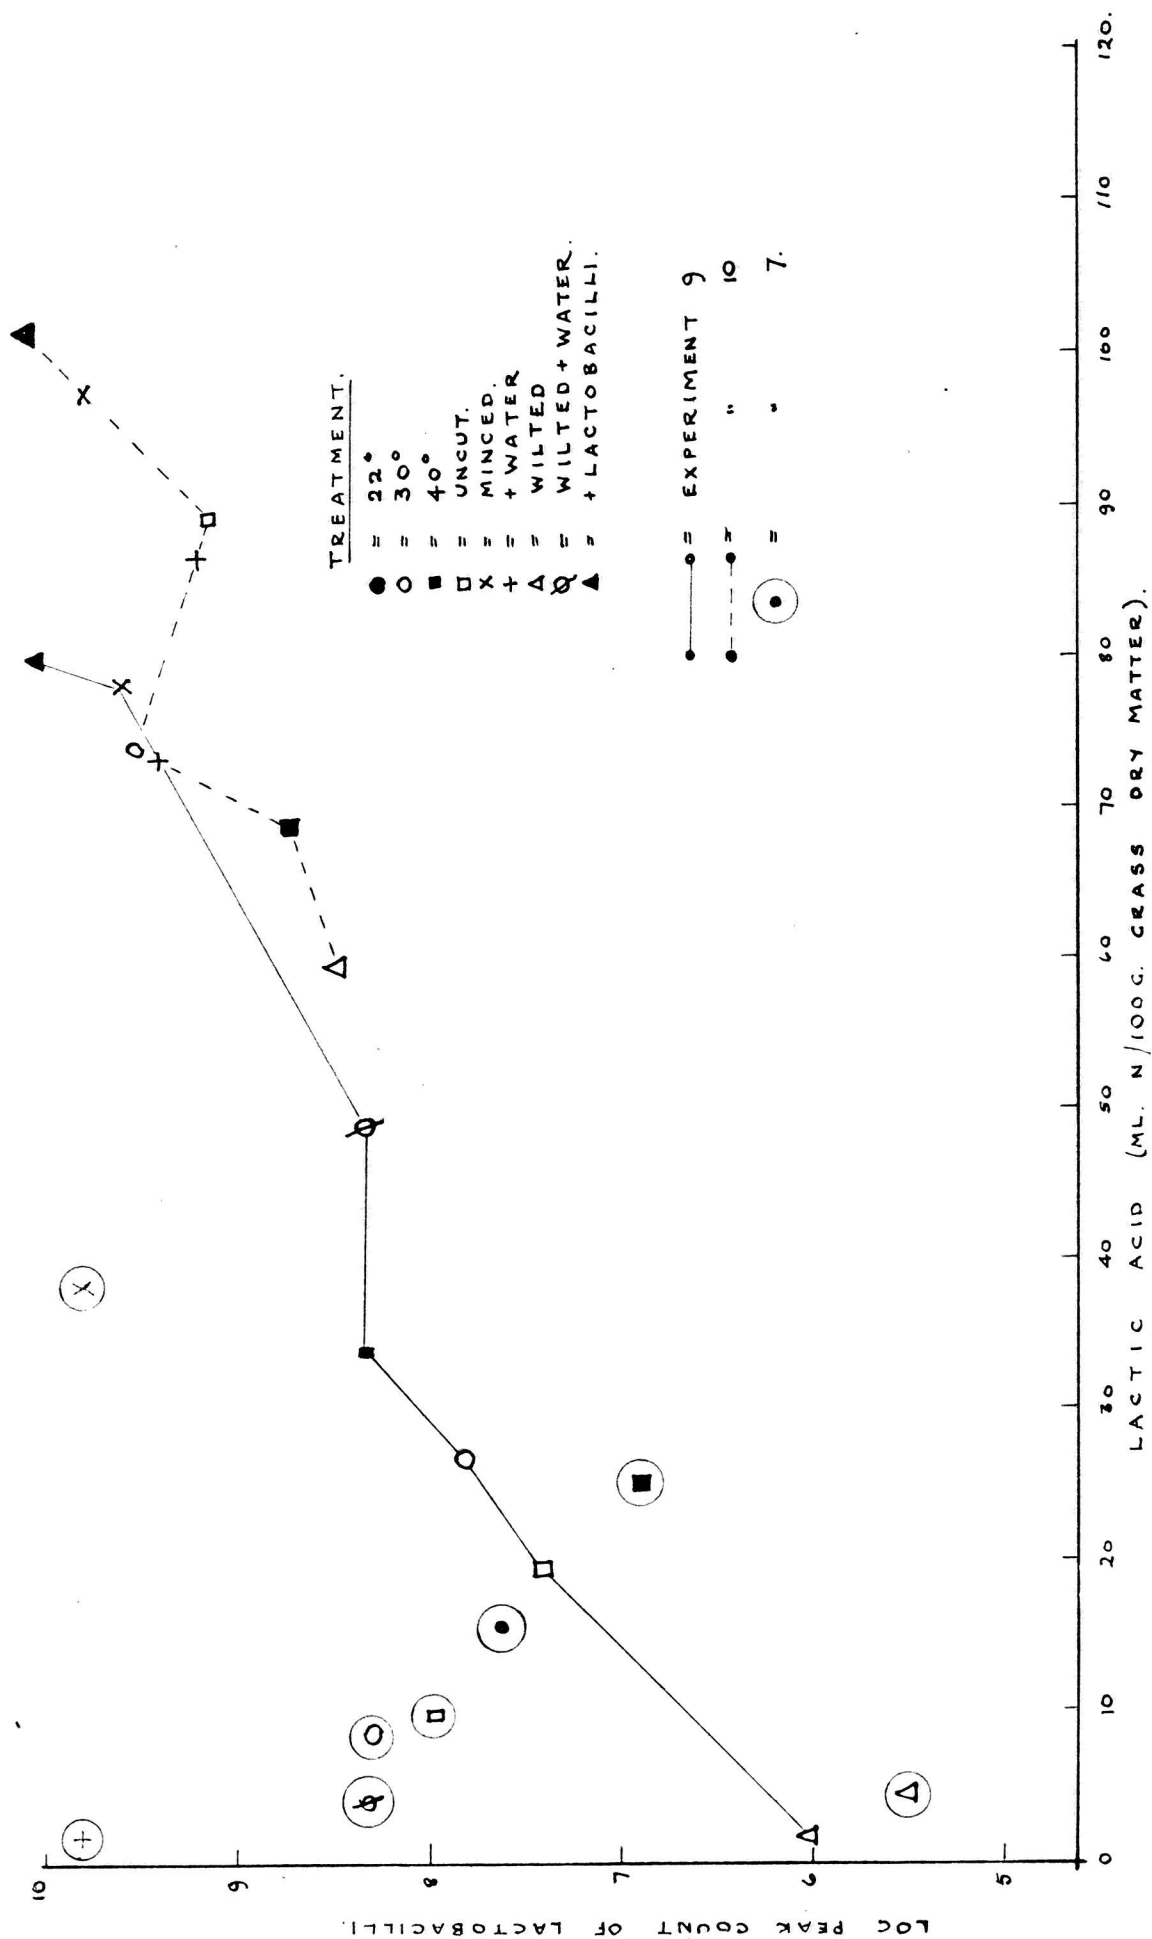 LOG PEAK COUNT OF LACTOBACILLI.
10
9
8
7
6
5
TREATMENT.
● = 22°
○ = 30°
■ = 40°
□ = UNCUT.
× = MINCED.
+ = + WATER
△ = WILTED
Ø = WILTED + WATER.
▲ = + LACTOBACILLI.
= EXPERIMENT 9
= " 10
= " 7.
0 10 20 30 40 50 60 70 80 90 100 110 120.
LACTIC ACID (ML. N/100G. GRASS DRY MATTER).